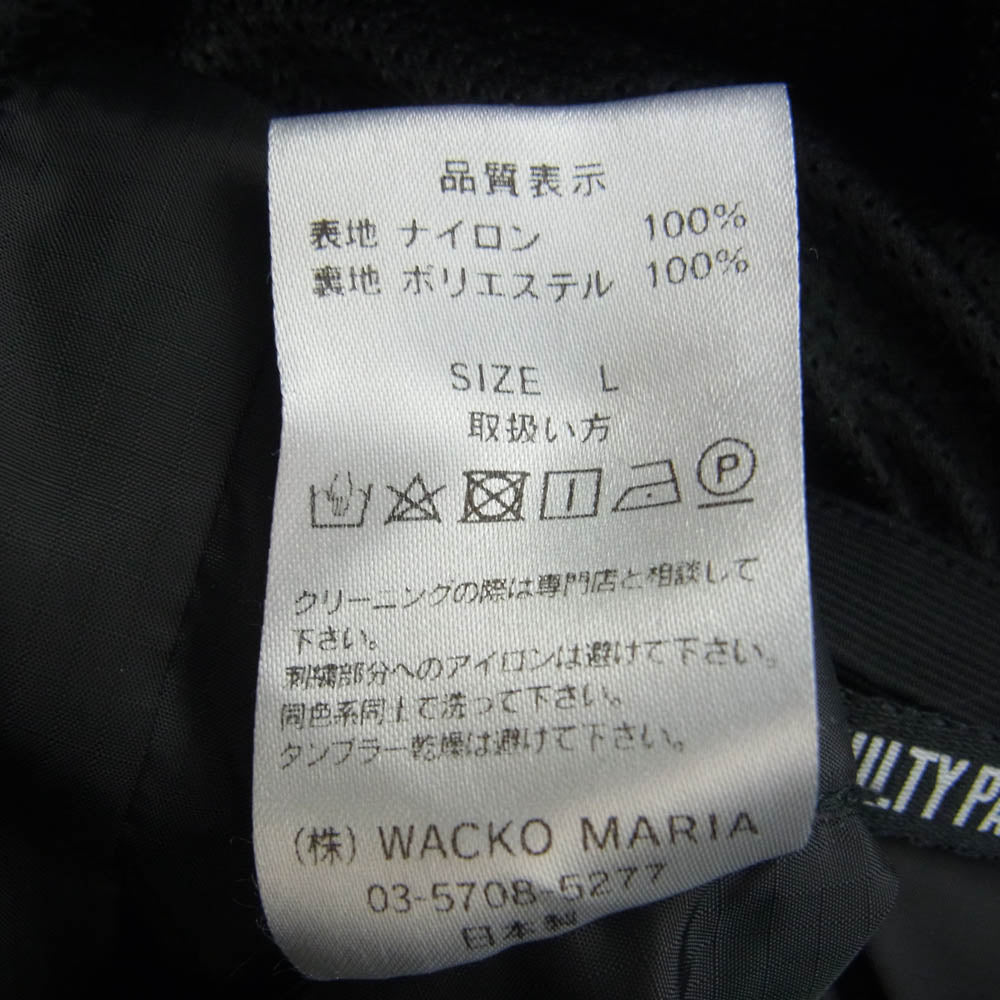 品質表示
表地 ナイロン 100%
裏地 ポリエステル 100%
SIZE L
取扱い方
P
クリーニングの際は専門店と相談して
下さい。
刺繍部分へのアイロンは避けて下さい。
同色系同士で洗って下さい。
タンブラー乾燥は避けて下さい。
(株) WACKO MARIA
03-5708-5277
日本製